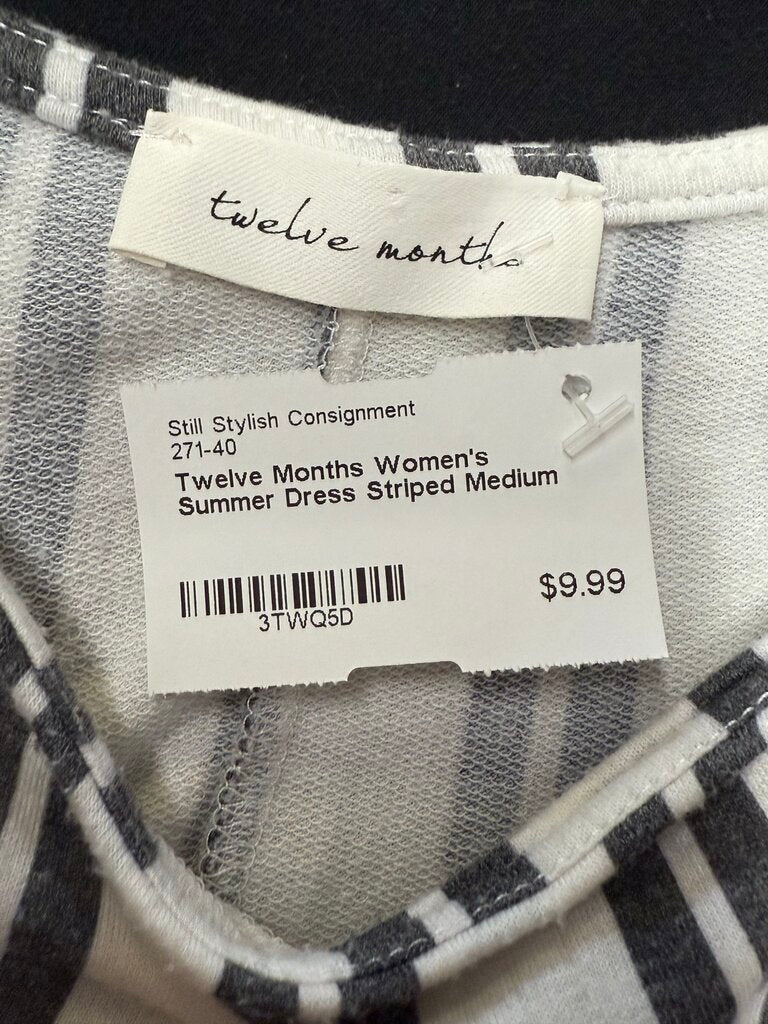 twelve months
Still Stylish Consignment
271-40
Twelve Months Women's
Summer Dress Striped Medium
$9.99
3TWQ5D